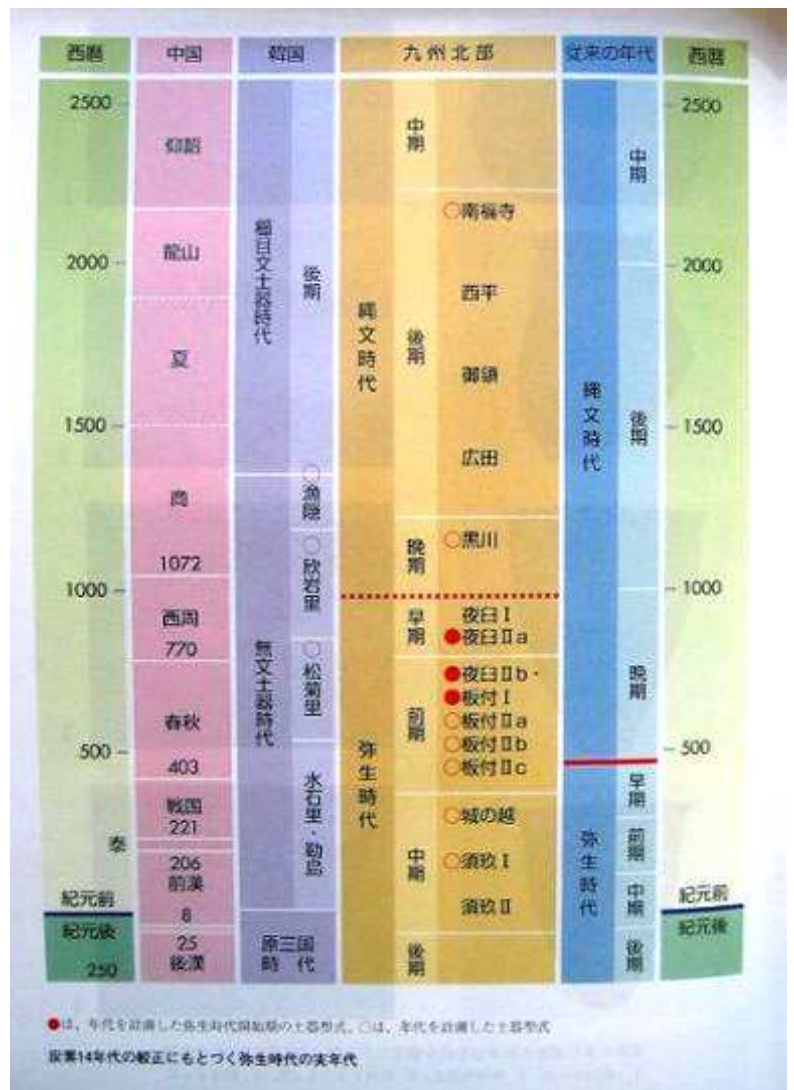 西暦 中国 韓国 九州北部 従来の年代 西暦
2500
2000
1500
1000
500
紀元前
紀元後
250
仰韶
龍山
夏
商
1072
西周
770
春秋
403
戦国
221
秦
206
前漢
8
25
後漢
櫛目文土器時代
後期
無文土器時代
漁隠
欣岩里
松菊里
水石里・勒島
原三国
時代
縄文時代
弥生時代
中期
後期
晩期
早期
前期
中期
後期
○南福寺
西平
御領
広田
○黒川
夜臼Ⅰ
●夜臼Ⅱa
●夜臼Ⅱb・
●板付Ⅰ
○板付Ⅱa
○板付Ⅱb
○板付Ⅱc
○城の越
○須玖Ⅰ
須玖Ⅱ
縄文時代
弥生時代
中期
後期
晩期
早期
前期
中期
後期
2500
2000
1500
1000
500
紀元前
紀元後
●は、年代を計測した弥生時代開始期の土器型式、○は、年代を計測した土器型式
炭素14年代の較正にもとづく弥生時代の実年代